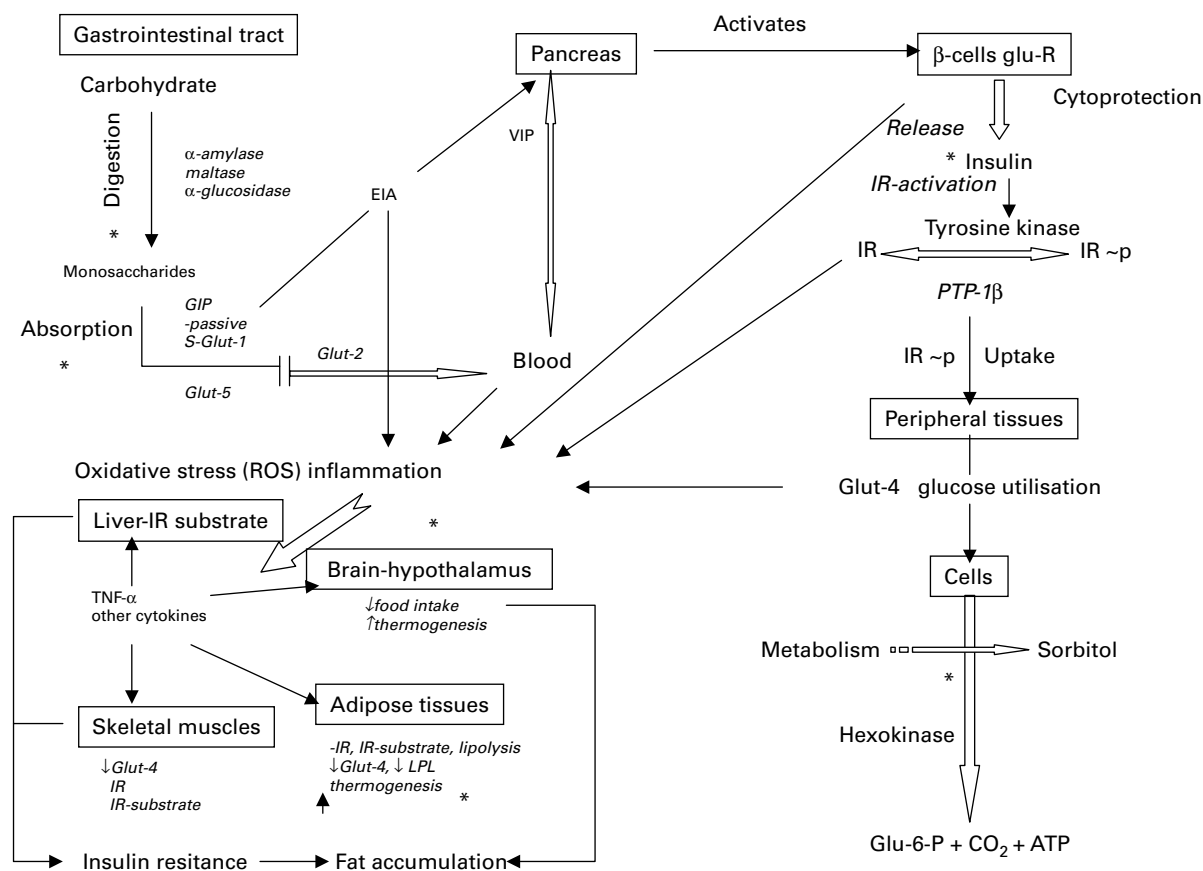 Gastrointestinal tract
Carbohydrate
Digestion
α-amylase
maltase
α-glucosidase
*
Monosaccharides
Absorption
*
GIP
-passive
S-Glut-1
Glut-5
Glut-2
EIA
Pancreas
VIP
Blood
Activates
β-cells glu-R
Cytoprotection
Release
* Insulin
IR-activation
Tyrosine kinase
IR
IR ~p
PTP-1β
IR ~p Uptake
Peripheral tissues
Glut-4 glucose utilisation
Cells
Metabolism
Sorbitol
*
Hexokinase
Glu-6-P + CO₂ + ATP
Oxidative stress (ROS) inflammation
*
Liver-IR substrate
TNF-α
other cytokines
Brain-hypothalamus
↓food intake
↑thermogenesis
Skeletal muscles
↓Glut-4
IR
IR-substrate
Adipose tissues
-IR, IR-substrate, lipolysis
↓Glut-4, ↓ LPL
thermogenesis
*
Insulin resitance
Fat accumulation